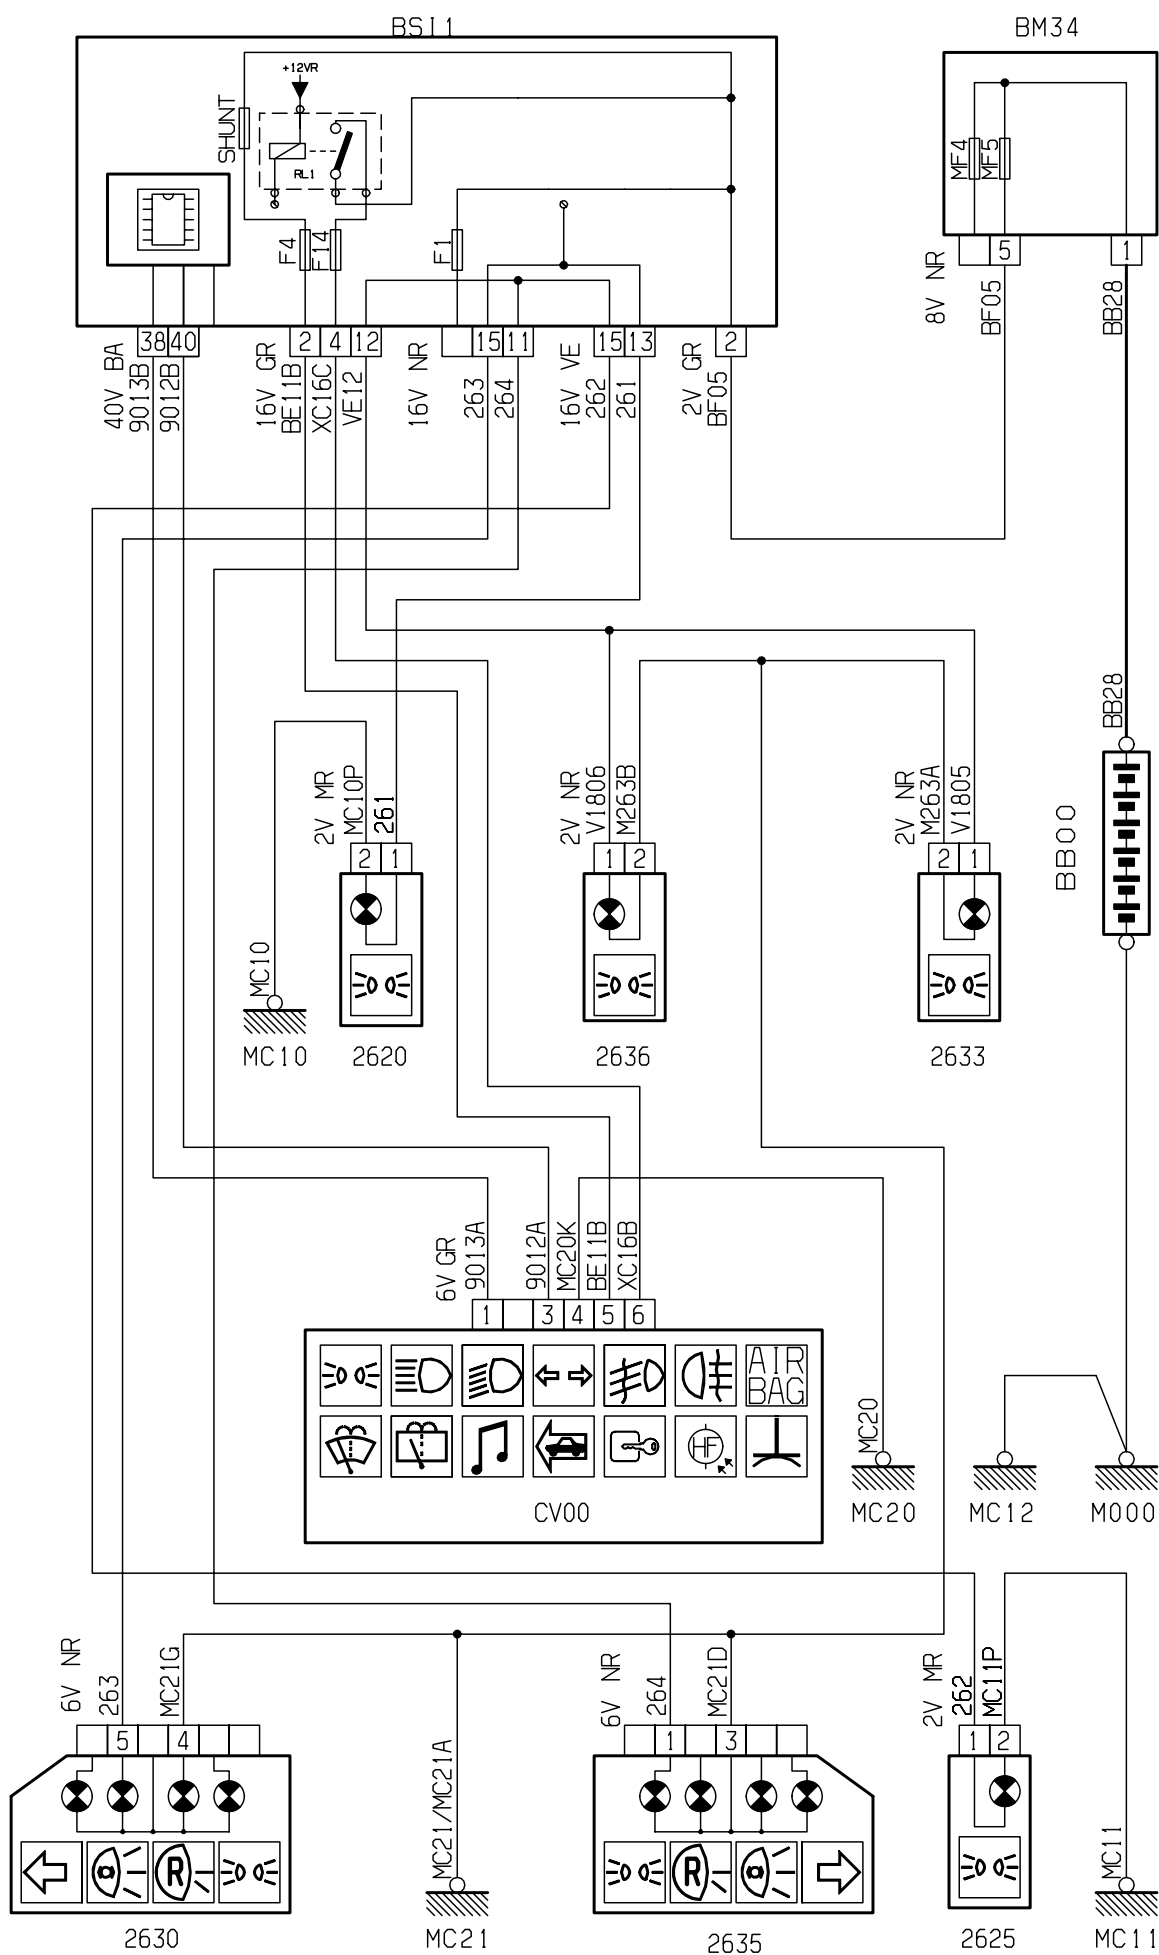 BSI1
BM34
+12VR
SHUNT
RL1
MF4
MF5
F4
F14
F1
5
1
38
40
2
4
12
15
11
15
13
2
8V NR
BF05
BB28
40V BA
9013B
9012B
16V GR
BE11B
XC16C
VE12
16V NR
263
264
16V VE
262
261
2V GR
BF05
BB28
2V MR
MC10P
261
2V NR
V1806
M263B
2V NR
M263A
V1805
2
1
1
2
2
1
BB00
MC10
MC10
2620
2636
2633
6V GR
9013A
9012A
MC20K
BE11B
XC16B
1
3
4
5
6
AIR
BAG
HF
CV00
MC20
MC20
MC12
M000
6V NR
263
MC21G
6V NR
264
MC21D
2V MR
262
MC11P
5
4
1
3
1
2
MC21/MC21A
MC11
R
R
2630
MC21
2635
2625
MC11